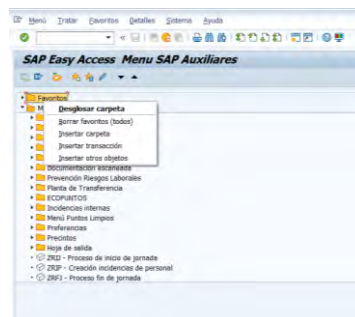 Menú Tratar Favoritos Detalles Sistema Ayuda
SAP Easy Access Menu SAP Auxiliares
Favoritos
M
Desglosar carpeta
Borrar favoritos (todos)
Insertar carpeta
Insertar transacción
Insertar otros objetos
Documentación escaneada
Prevención Riesgos Laborales
Planta de Transferencia
ECOPUNTOS
Incidencias internas
Menú Puntos Limpios
Preferencias
Precintos
Hoja de salida
ZRIJ - Proceso de inicio de jornada
ZRIP - Creación incidencias de personal
ZRFJ - Proceso fin de jornada